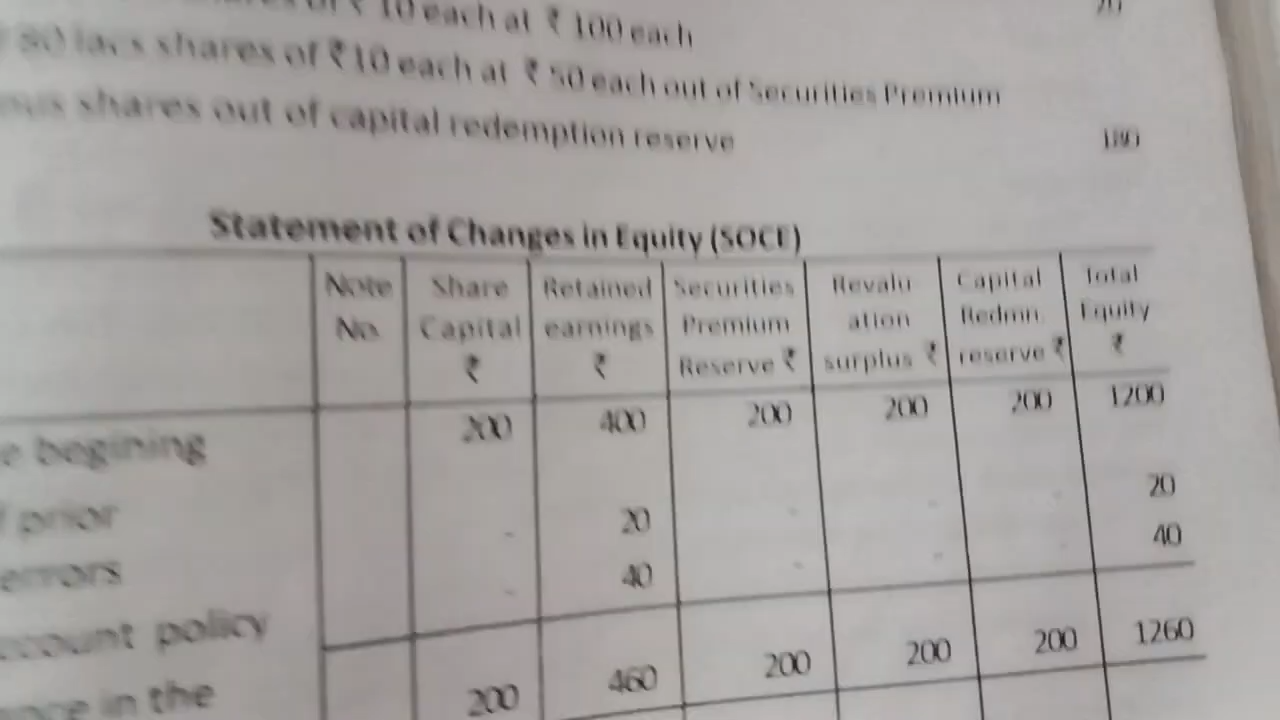 of ₹ 10 each at ₹ 100 each
80 lacs shares of ₹10 each at ₹ 50 each out of Securities Premium
shares out of capital redemption reserve 180
Statement of Changes in Equity (SOCE)
Note Share Retained Securities Revalu Capital Total
No. Capital earnings Premium ation Redmn. Equity
₹ ₹ Reserve ₹ surplus ₹ reserve ₹ ₹
begining 200 400 200 200 200 1200
prior - 20 - - - 20
errors - 40 - - - 40
policy
in the 200 460 200 200 200 1260